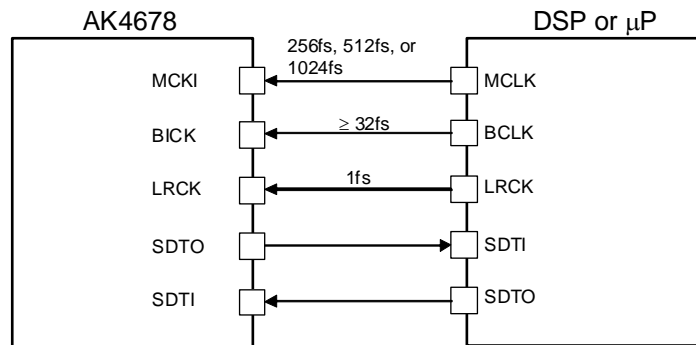 AK4678
DSP or μP
256fs, 512fs, or
1024fs
MCKI
MCLK
BICK
≥ 32fs
BCLK
LRCK
1fs
LRCK
SDTO
SDTI
SDTI
SDTO